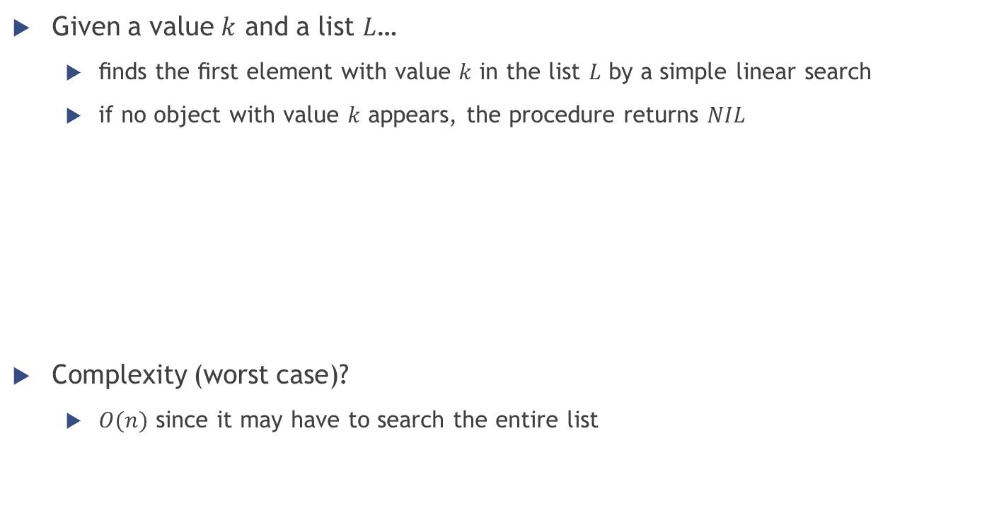 Given a value k and a list L…
finds the first element with value k in the list L by a simple linear search
if no object with value k appears, the procedure returns NIL
Complexity (worst case)?
O(n) since it may have to search the entire list